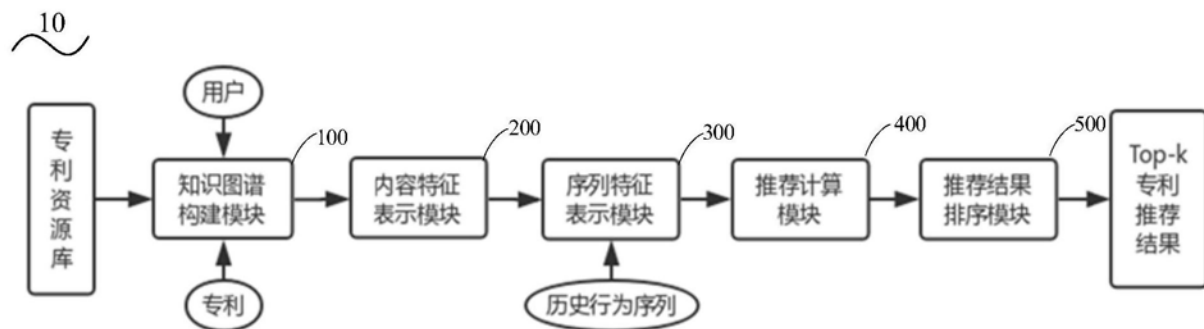 10
用户
专
利
资
源
库
知识图谱
构建模块
100
内容特征
表示模块
200
序列特征
表示模块
300
推荐计算
模块
400
推荐结果
排序模块
500
Top-k
专利
推荐
结果
专利
历史行为序列